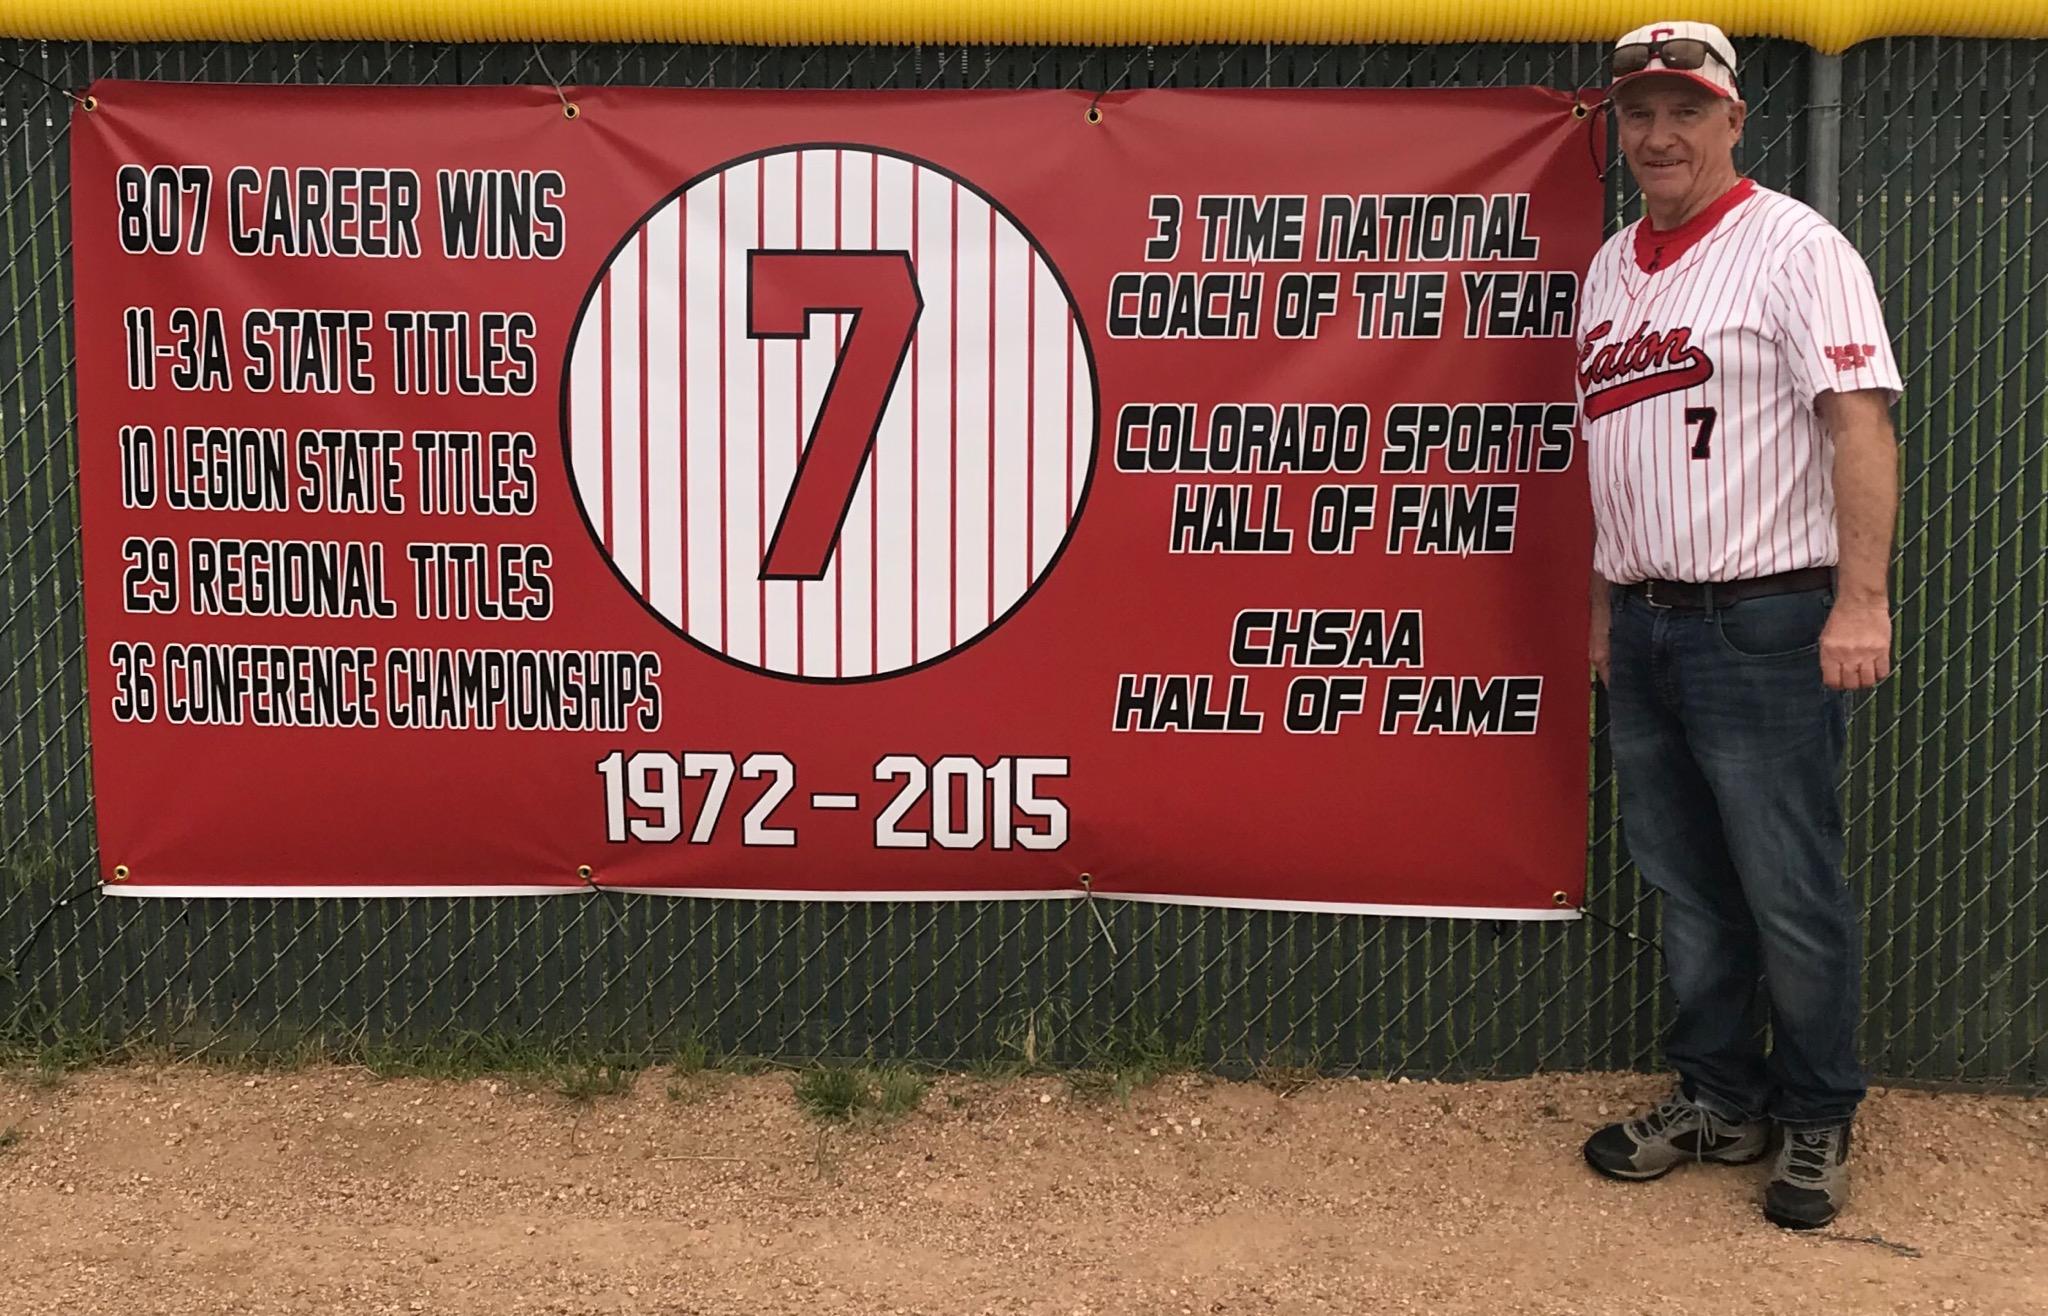 807 CAREER WINS
11-3A STATE TITLES
10 LEGION STATE TITLES
29 REGIONAL TITLES
36 CONFERENCE CHAMPIONSHIPS
7
1972-2015
3 TIME NATIONAL
COACH OF THE YEAR
COLORADO SPORTS
HALL OF FAME
CHSAA
HALL OF FAME
E
Eaton
7